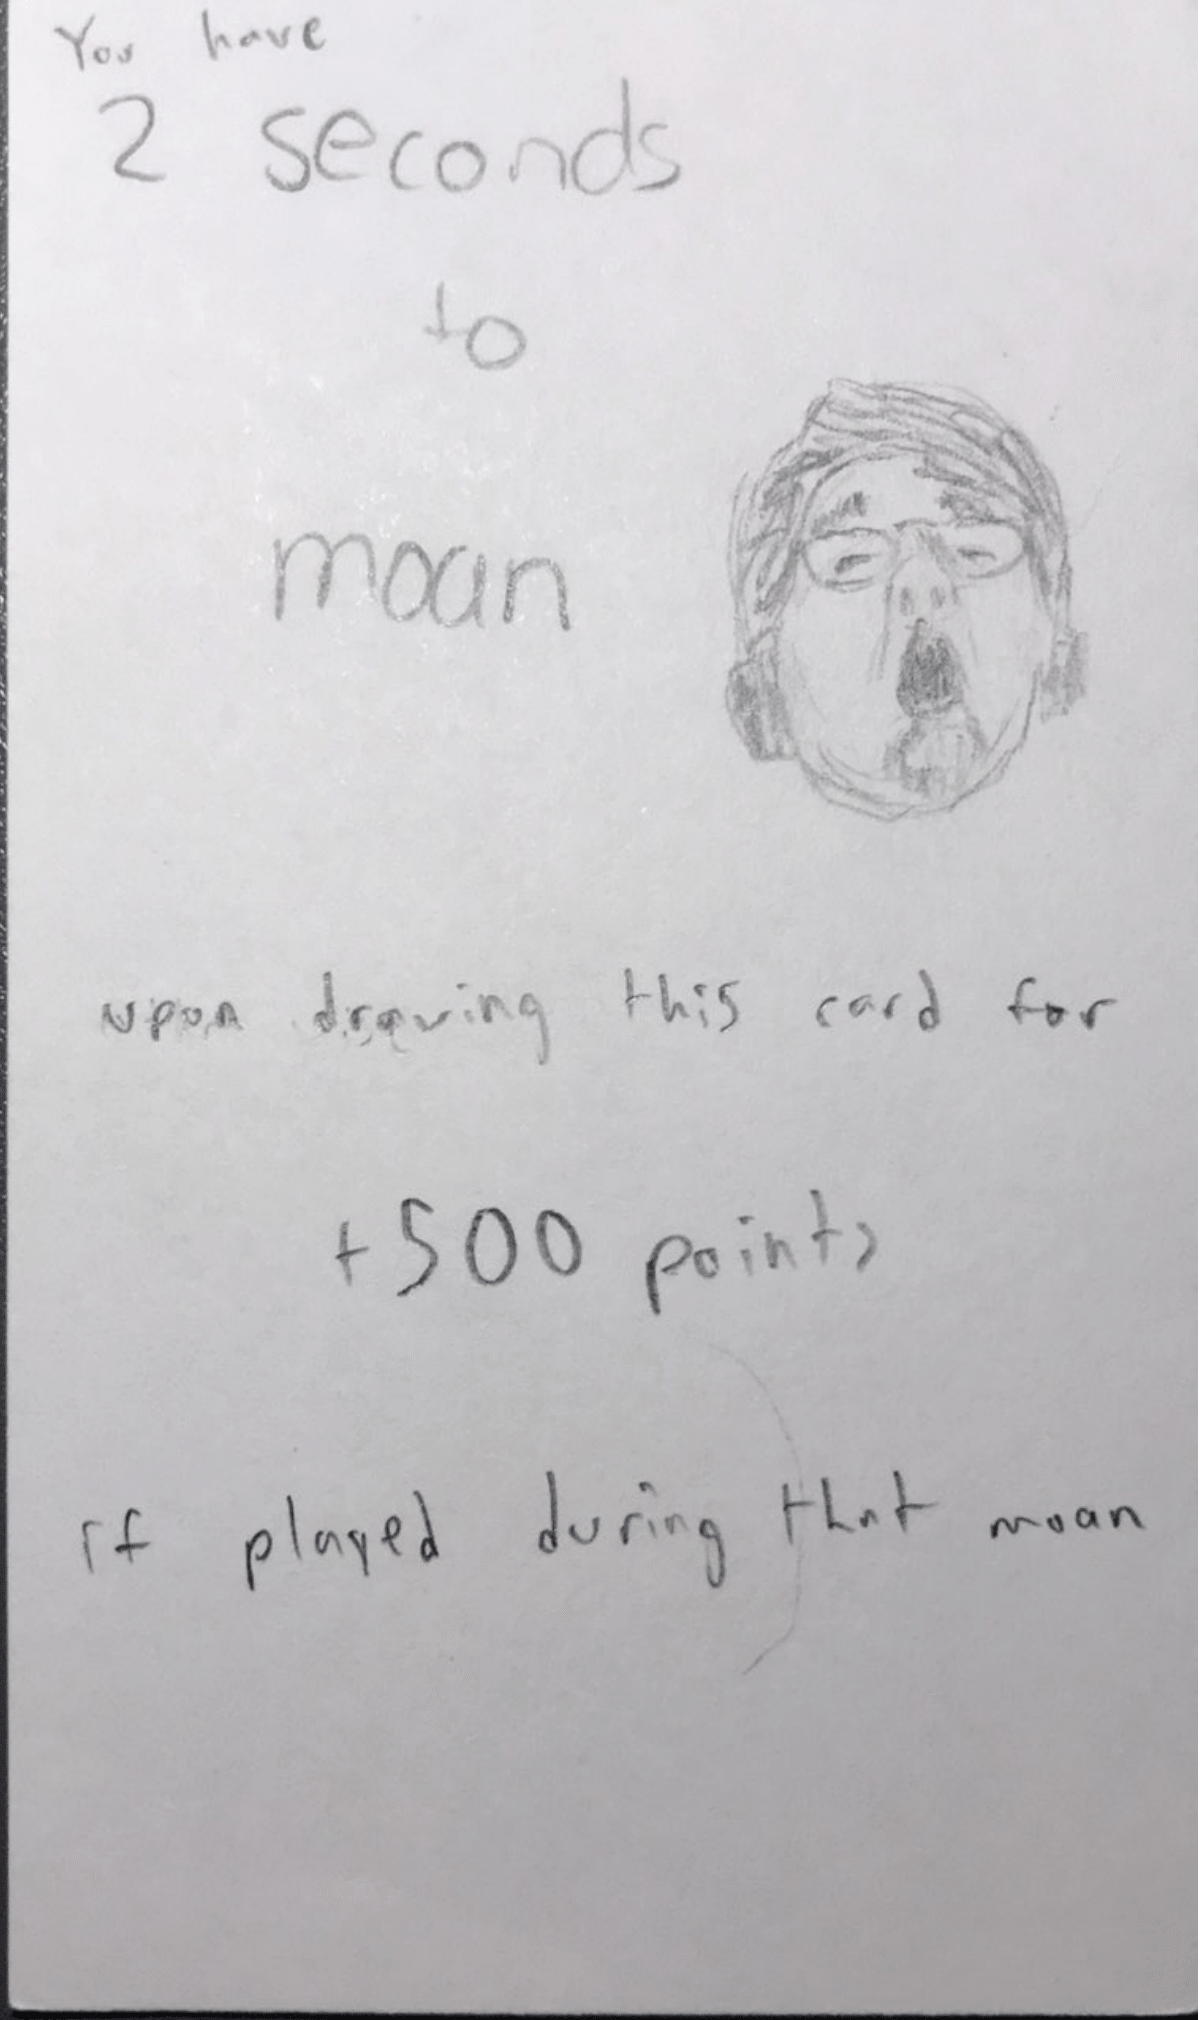 You have
2 seconds
to
moan
upon drawing this card for
+500 points
if played during that moan